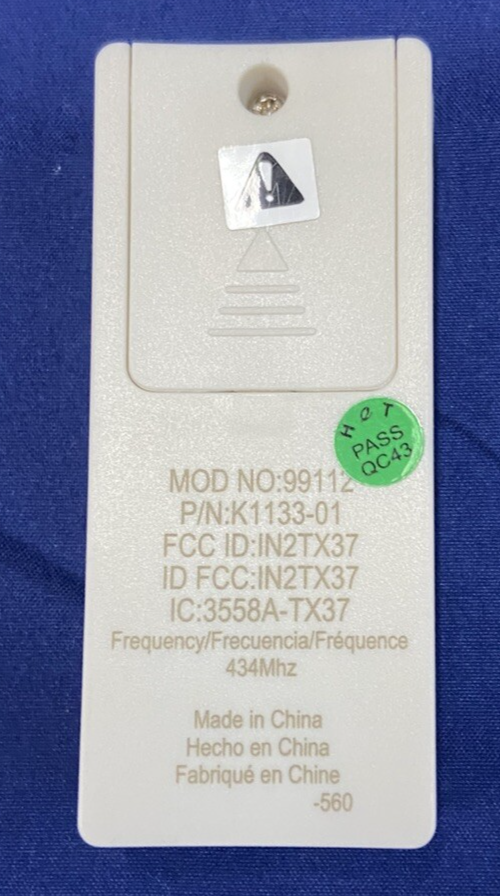 H Q T
PASS
QC43
MOD NO:99112
P/N:K1133-01
FCC ID:IN2TX37
ID FCC:IN2TX37
IC:3558A-TX37
Frequency/Frecuencia/Fréquence
434Mhz
Made in China
Hecho en China
Fabriqué en Chine
-560